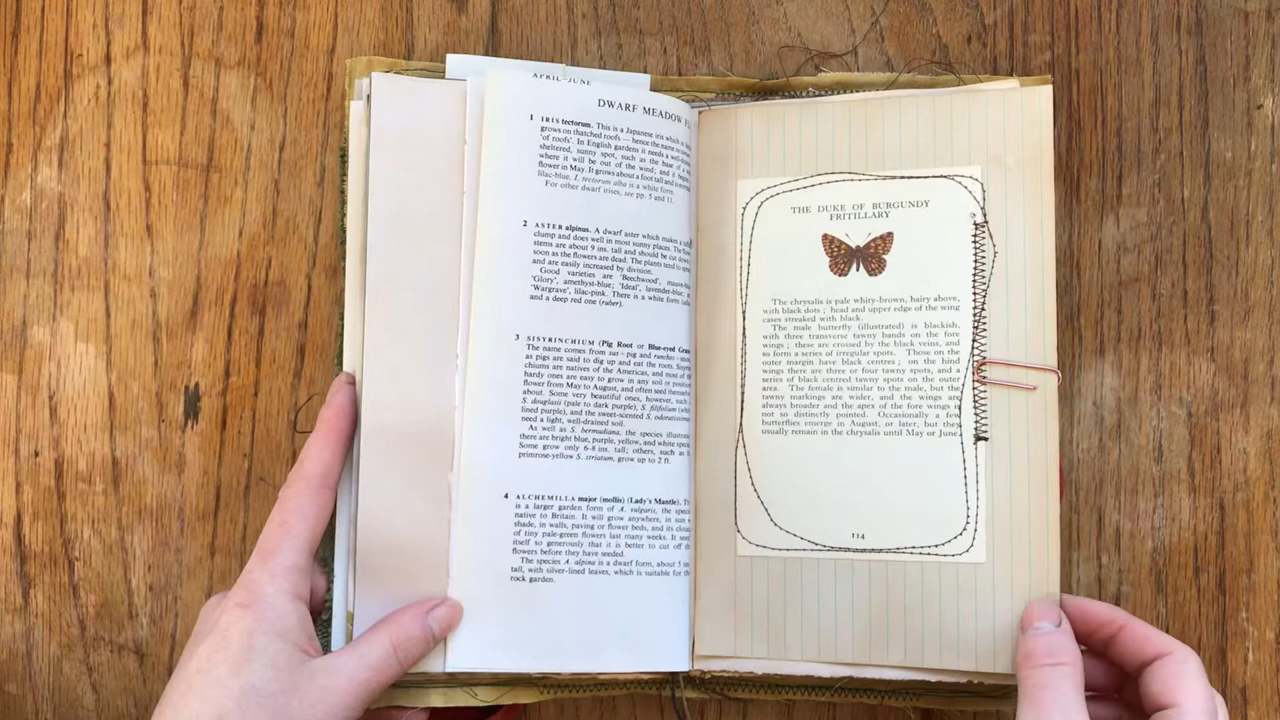 APRIL–JUNE
DWARF MEADOW
1 IRIS tectorum. This is a Japanese iris which
grows on thatched roofs — hence the name
'of roofs'. In English gardens it needs a
sheltered, sunny spot, such as the base of a
where it will be out of the wind; and it
flower in May. It grows about a foot tall and is
lilac-blue. I. tectorum alba is a white form.
For other dwarf irises, see pp. 5 and 11.
2 ASTER alpinus. A dwarf aster which makes a
clump and does well in most sunny places. The
stems are about 9 ins. tall and should be cut
soon as the flowers are dead. The plants tend to
and are easily increased by division.
Good varieties are 'Beechwood',
'Glory', amethyst-blue; 'Ideal', lavender-blue;
'Wargrave', lilac-pink. There is a white form
and a deep red one (ruber).
3 SISYRINCHIUM (Pig Root or Blue-eyed
The name comes from sus - pig and runchos -
as pigs are said to dig up and eat the roots.
chiums are natives of the Americas, and most of
hardy ones are easy to grow in any soil or
flower from May to August, and often seed
about. Some very beautiful ones, however, such
S. douglasii (pale to dark purple), S. filifolium
lined purple), and the sweet-scented S.
need a light, well-drained soil.
As well as S. bermudiana, the species
there are bright blue, purple, yellow, and white
Some grow only 6–8 ins. tall; others, such as
primrose-yellow S. striatum, grow up to 2 ft.
4 ALCHEMILLA major (mollis) (Lady's Mantle).
is a larger garden form of A. vulgaris, the
native to Britain. It will grow anywhere, in sun
shade, in walls, paving or flower beds, and its
of tiny pale-green flowers last many weeks. It
itself so generously that it is better to cut off
flowers before they have seeded.
The species A. alpina is a dwarf form, about 5
tall, with silver-lined leaves, which is suitable for
rock garden.
THE DUKE OF BURGUNDY
FRITILLARY
The chrysalis is pale whity-brown, hairy above,
with black dots ; head and upper edge of the wing
cases streaked with black.
The male butterfly (illustrated) is blackish,
with three transverse tawny bands on the fore
wings ; these are crossed by the black veins, and
so form a series of irregular spots. Those on the
outer margin have black centres ; on the hind
wings there are three or four tawny spots, and a
series of black centred tawny spots on the outer
area. The female is similar to the male, but the
tawny markings are wider, and the wings are
always broader and the apex of the fore wings is
not so distinctly pointed. Occasionally a few
butterflies emerge in August, or later, but they
usually remain in the chrysalis until May or June.
114